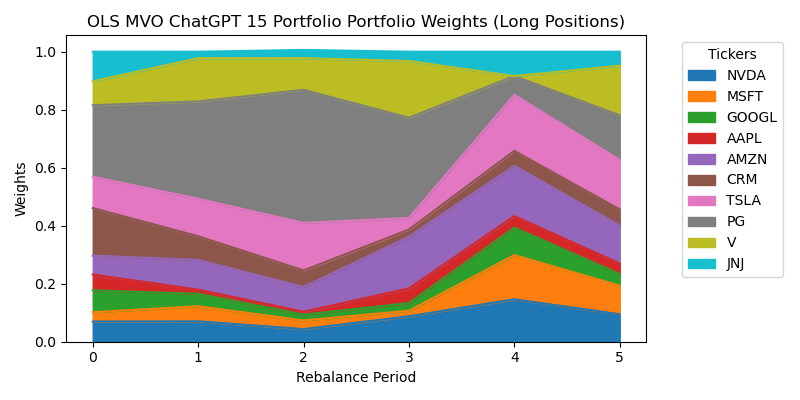 OLS MVO ChatGPT 15 Portfolio Portfolio Weights (Long Positions)
Weights
1.0
0.8
0.6
0.4
0.2
0.0
0 1 2 3 4 5
Rebalance Period
Tickers
NVDA
MSFT
GOOGL
AAPL
AMZN
CRM
TSLA
PG
V
JNJ